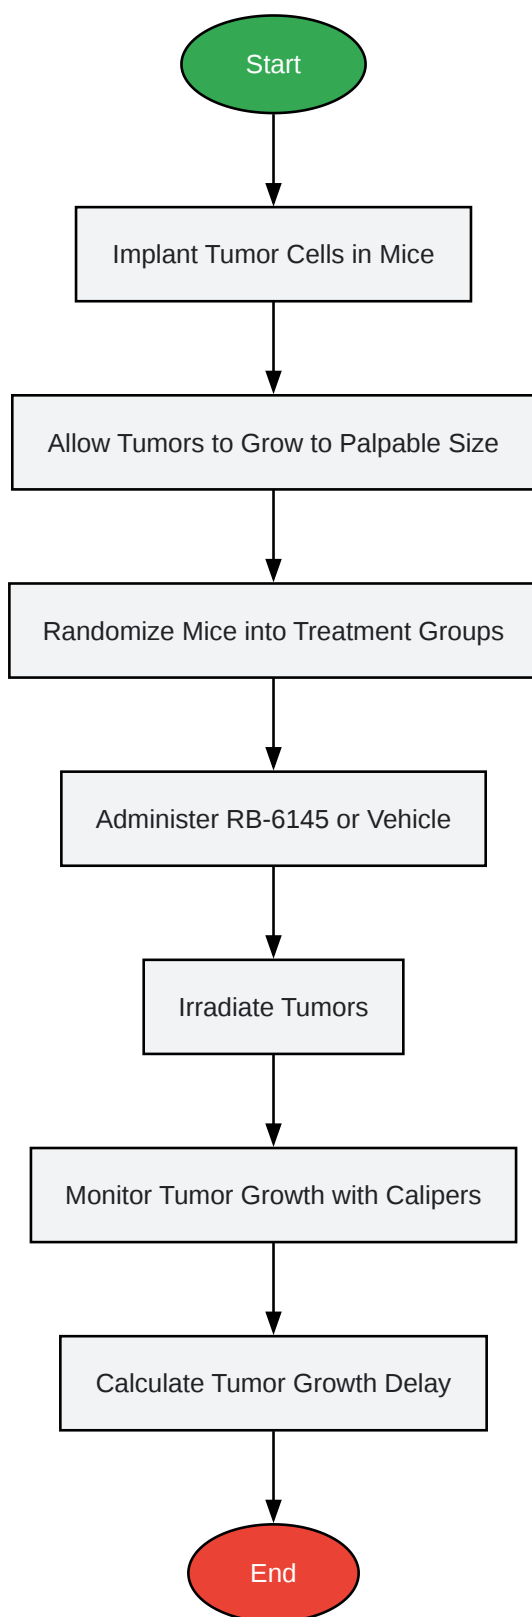 Start
Implant Tumor Cells in Mice
Allow Tumors to Grow to Palpable Size
Randomize Mice into Treatment Groups
Administer RB-6145 or Vehicle
Irradiate Tumors
Monitor Tumor Growth with Calipers
Calculate Tumor Growth Delay
End